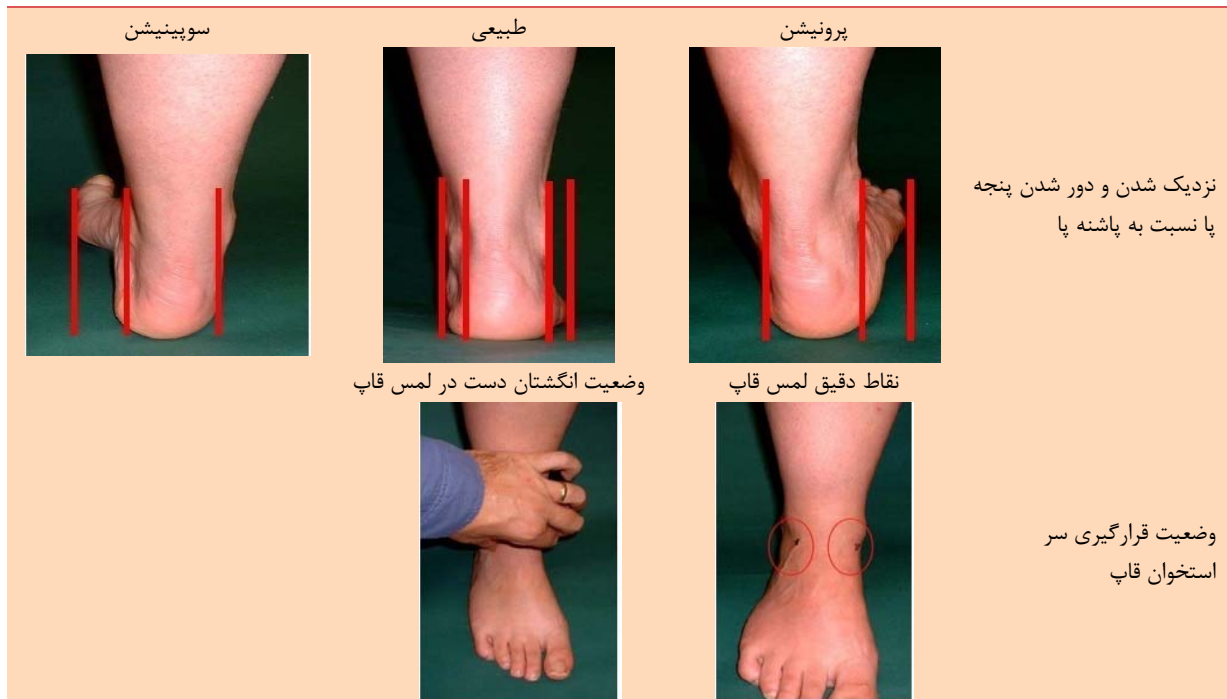 پرونیشن
طبیعی
سوپینیشن
نزدیک شدن و دور شدن پنجه
پا نسبت به پاشنه پا
نقاط دقیق لمس قاپ
وضعیت انگشتان دست در لمس قاپ
وضعیت قرارگیری سر
استخوان قاپ